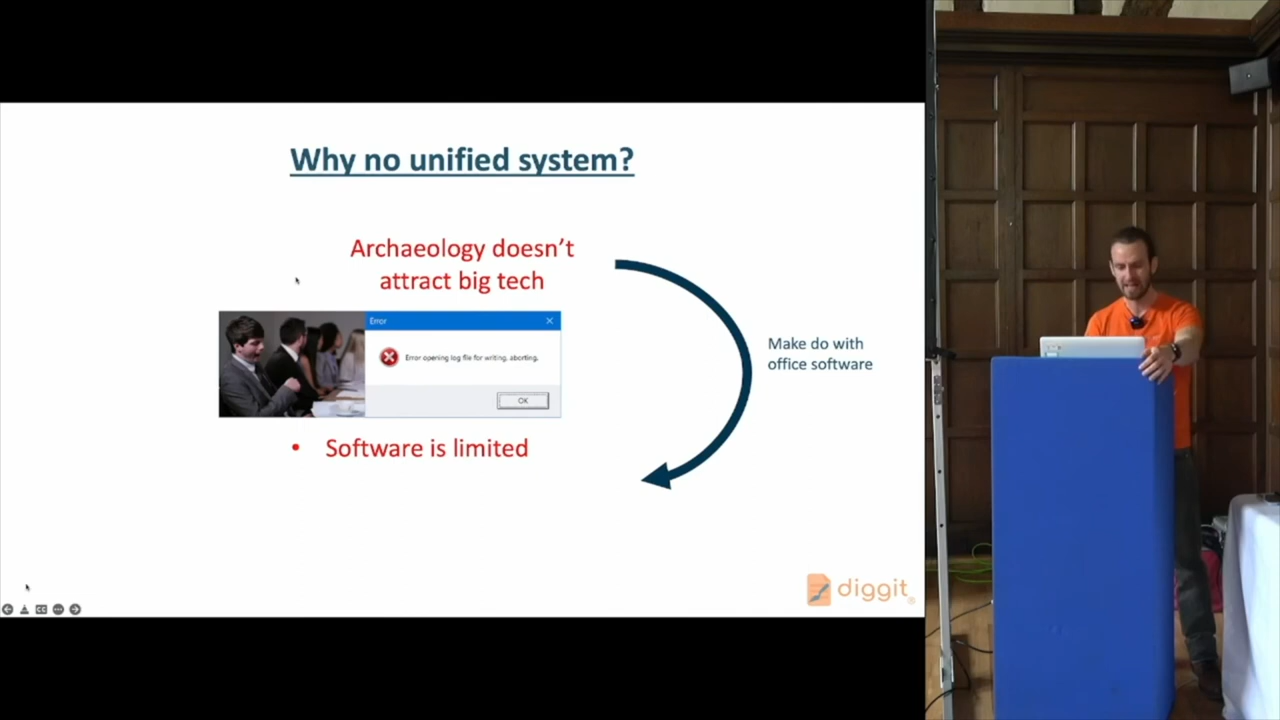 Why no unified system?
Archaeology doesn't
attract big tech
Error
Error opening log file for writing, aborting.
OK
Make do with
office software
• Software is limited
diggit®